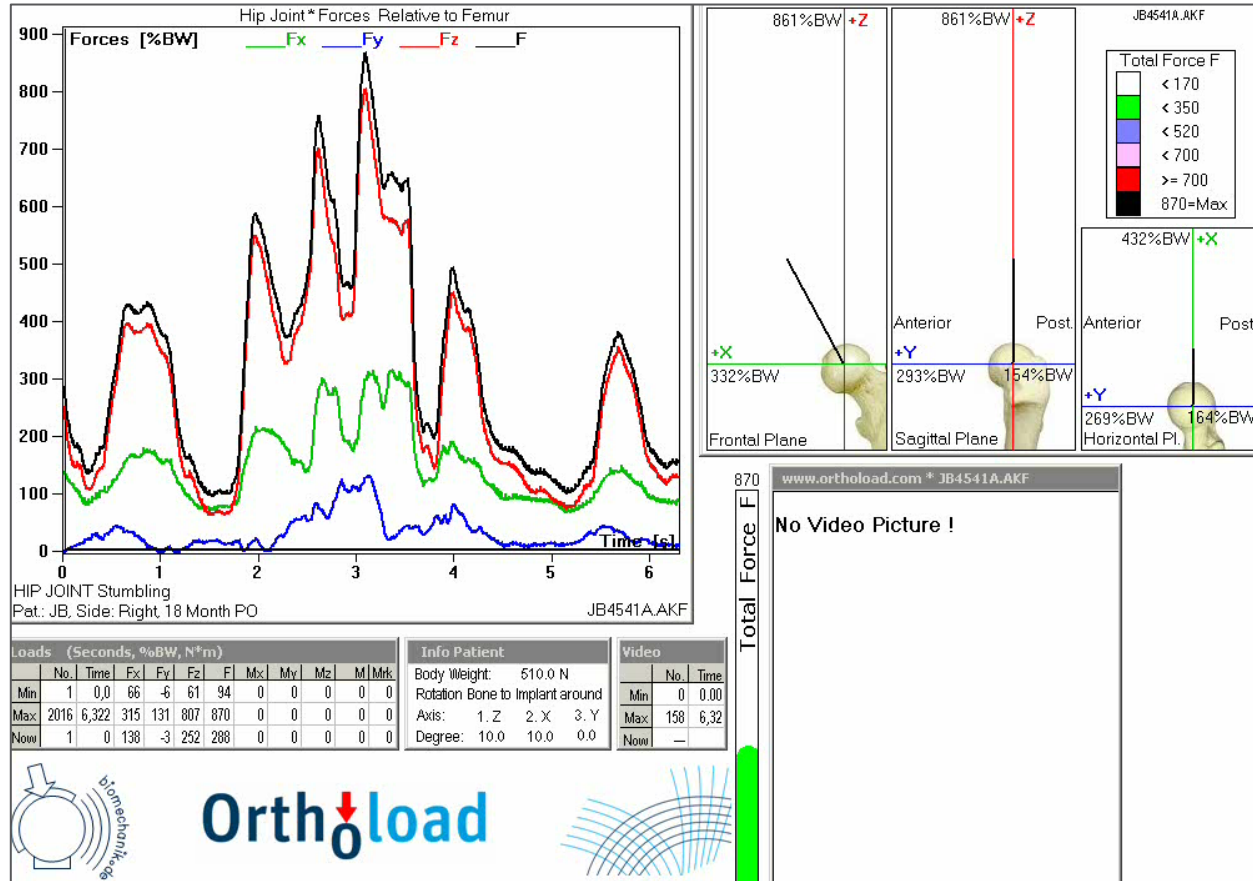 Hip Joint * Forces Relative to Femur
Forces [%BW] Fx Fy Fz F
900
800
700
600
500
400
300
200
100
0
Time [s]
0 1 2 3 4 5 6
HIP JOINT Stumbling
Pat.: JB, Side: Right, 18 Month PO JB4541A.AKF
861%BW +Z
+X
332%BW
Frontal Plane
861%BW +Z
Anterior Post.
+Y
293%BW 154%BW
Sagittal Plane
JB4541A.AKF
Total Force F
< 170
< 350
< 520
< 700
>= 700
870=Max
432%BW +X
Anterior Post
+Y
269%BW 164%BW
Horizontal Pl.
Loads (Seconds, %BW, N*m)
No. Time Fx Fy Fz F Mx My Mz M Mrk
Min 1 0,0 66 -6 61 94 0 0 0 0 0
Max 2016 6,322 315 131 807 870 0 0 0 0 0
Now 1 0 138 -3 252 288 0 0 0 0 0
Info Patient
Body Weight: 510.0 N
Rotation Bone to Implant around
Axis: 1. Z 2. X 3. Y
Degree: 10.0 10.0 0.0
Video
No. Time
Min 0 0.00
Max 158 6,32
Now —
870
Total Force F
www.orthoload.com * JB4541A.AKF
No Video Picture !
biomechanik.de
Orthoload